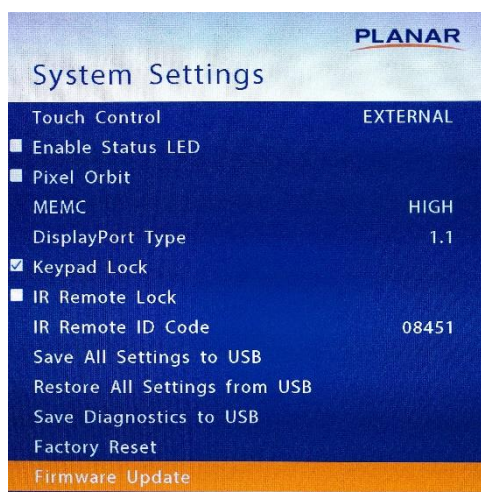 PLANAR
System Settings
Touch Control EXTERNAL
Enable Status LED
Pixel Orbit
MEMC HIGH
DisplayPort Type 1.1
Keypad Lock
IR Remote Lock
IR Remote ID Code 08451
Save All Settings to USB
Restore All Settings from USB
Save Diagnostics to USB
Factory Reset
Firmware Update